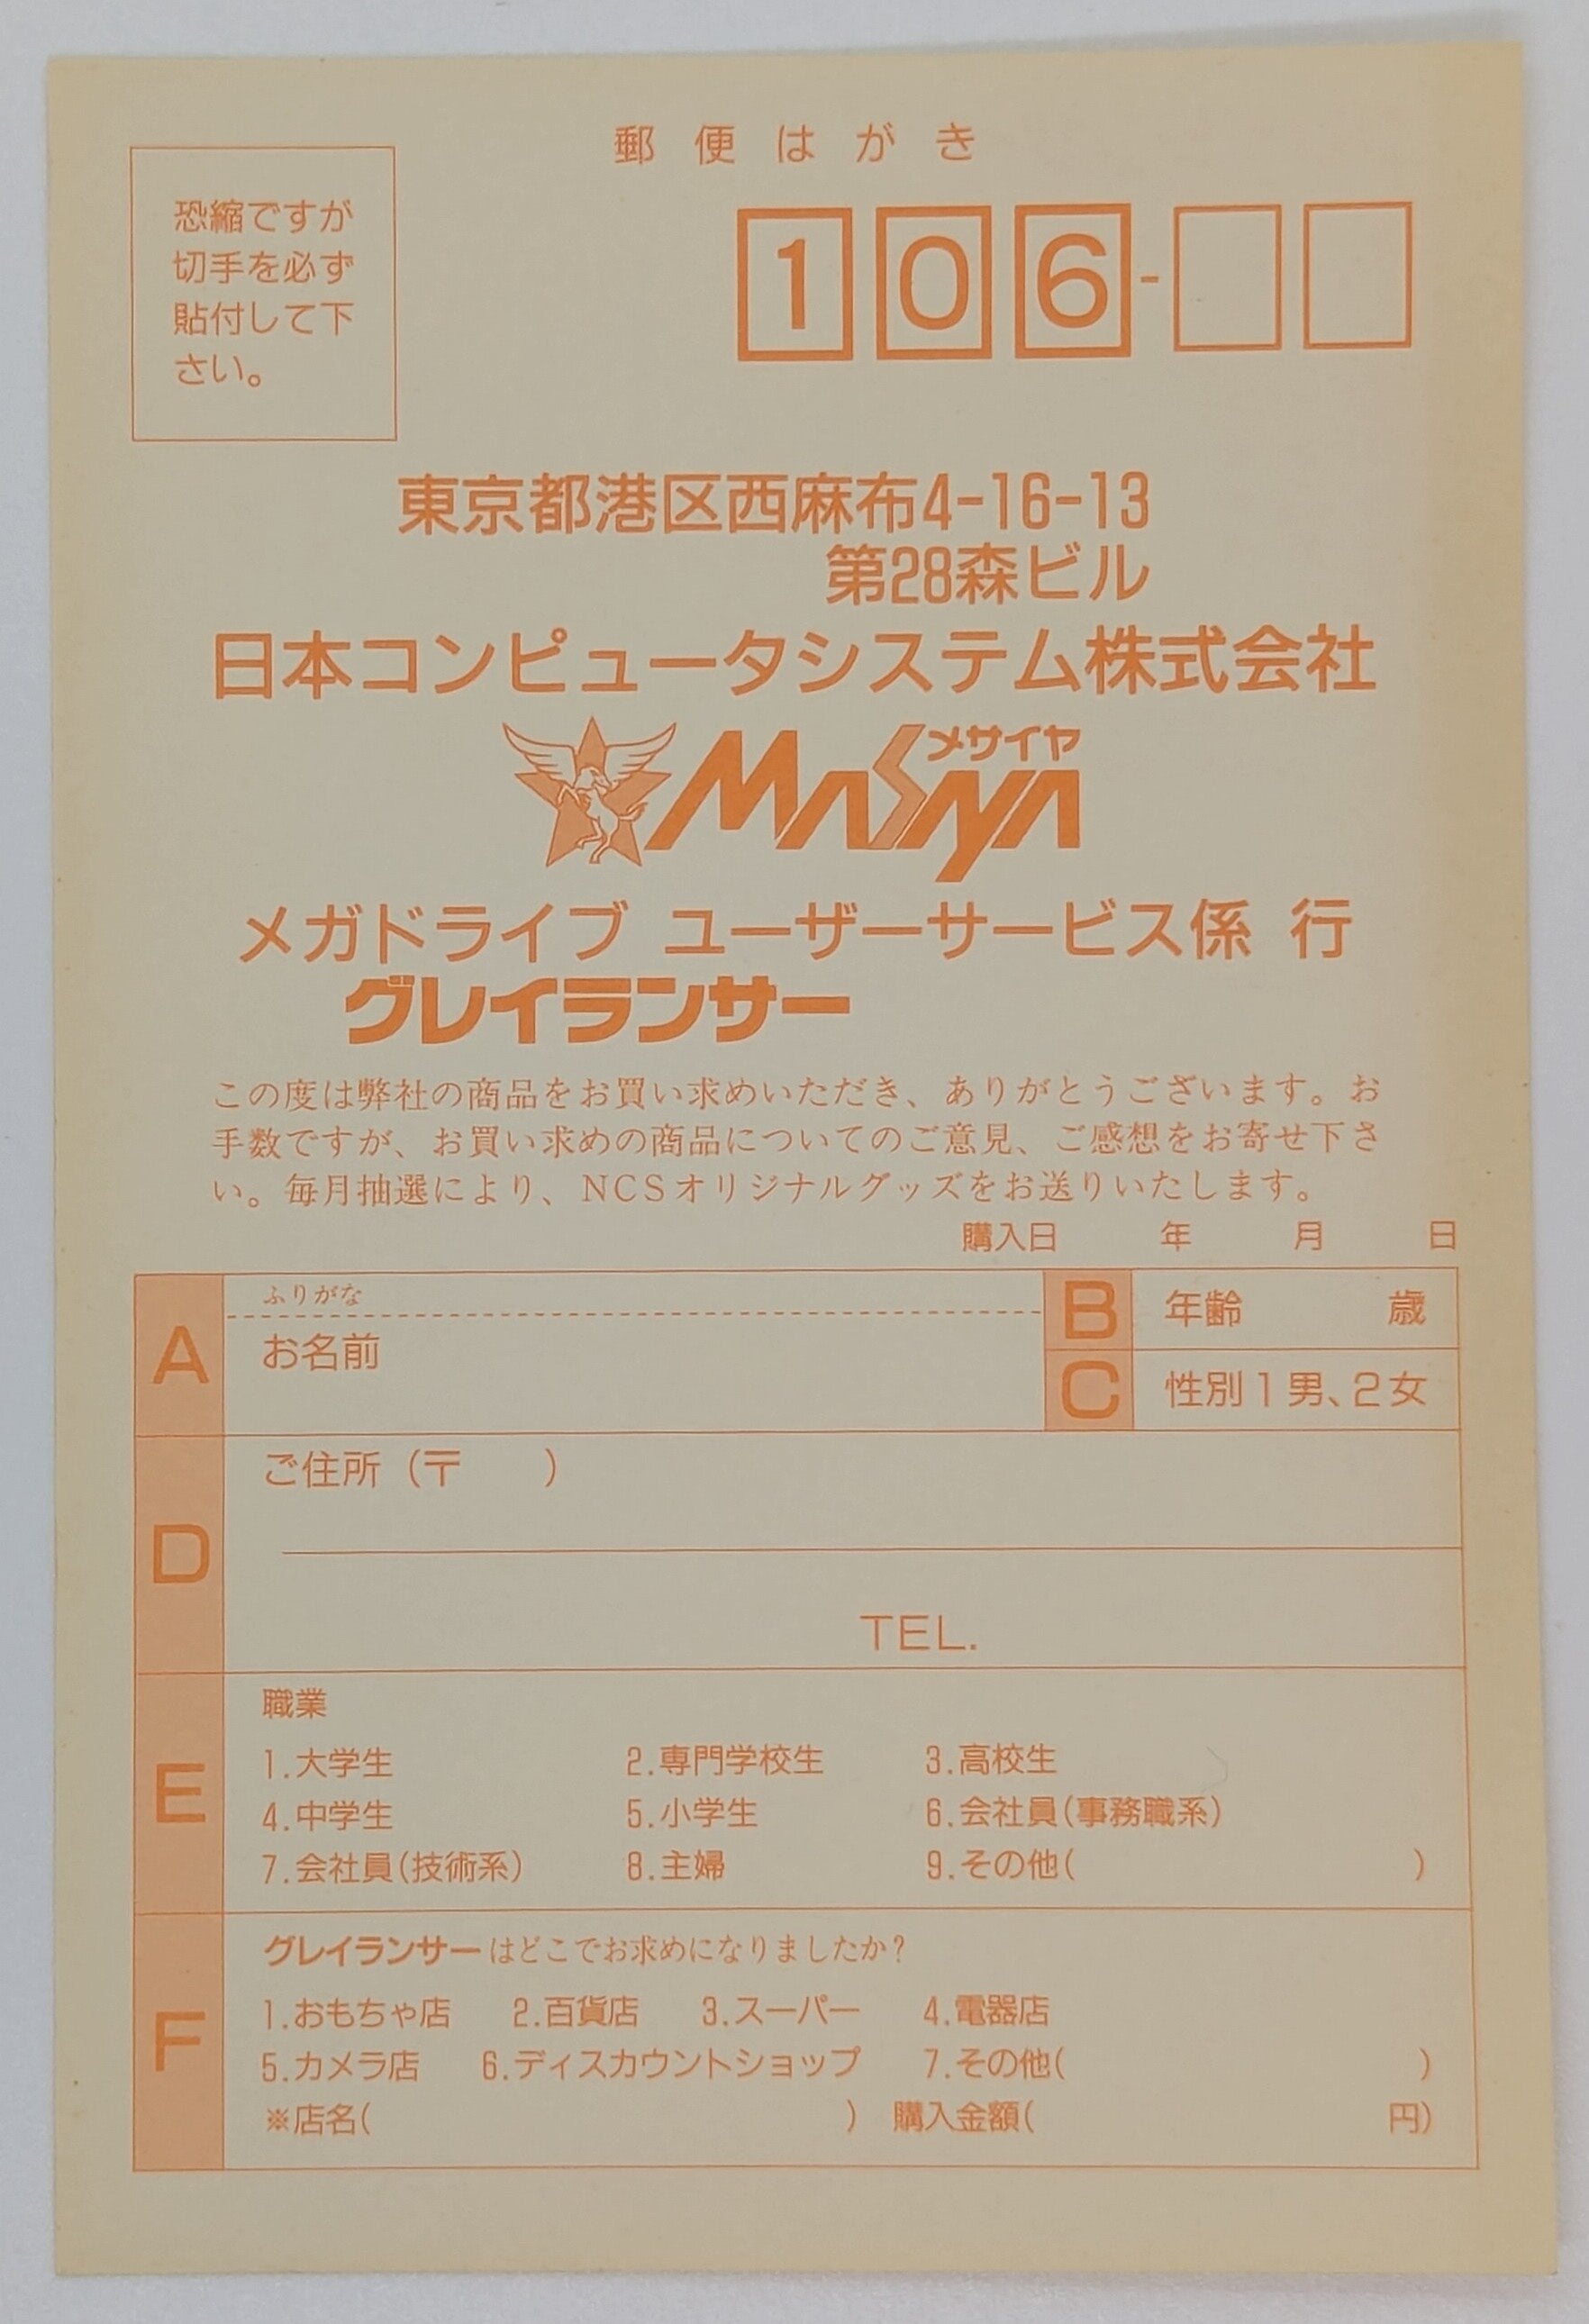 郵便はがき
恐縮ですが
切手を必ず
貼付して下
さい。
106-
東京都港区西麻布4-16-13
第28森ビル
日本コンピュータシステム株式会社
メサイヤ
MASAYA
メガドライブ ユーザーサービス係 行
グレイランサー
この度は弊社の商品をお買い求めいただき、ありがとうございます。お
手数ですが、お買い求めの商品についてのご意見、ご感想をお寄せ下さ
い。毎月抽選により、NCSオリジナルグッズをお送りいたします。
購入日 年 月 日
A ふりがな
お名前
B 年齢 歳
C 性別1男、2女
D ご住所(〒 )
TEL.
E 職業
1.大学生 2.専門学校生 3.高校生
4.中学生 5.小学生 6.会社員(事務職系)
7.会社員(技術系) 8.主婦 9.その他( )
F グレイランサーはどこでお求めになりましたか?
1.おもちゃ店 2.百貨店 3.スーパー 4.電器店
5.カメラ店 6.ディスカウントショップ 7.その他( )
※店名( ) 購入金額( 円)